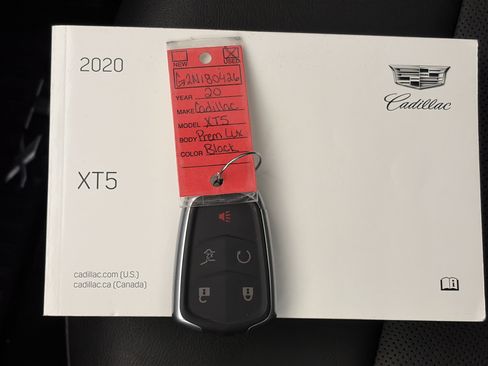 2020
Cadillac
XT5
cadillac.com (U.S.)
cadillac.ca (Canada)
NEW
USED
G2N180426
YEAR 20
MAKE Cadillac
MODEL XT5
BODY Prem Lux
COLOR Black